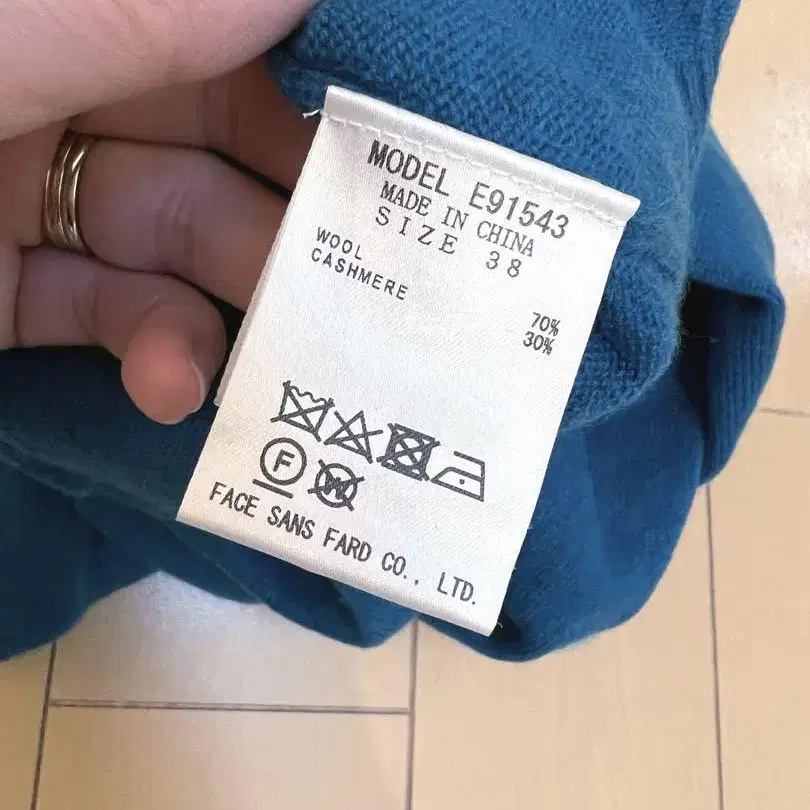 MODEL E91543
MADE IN CHINA
SIZE 38
WOOL 70%
CASHMERE 30%
F
W
FACE SANS FARD CO., LTD.